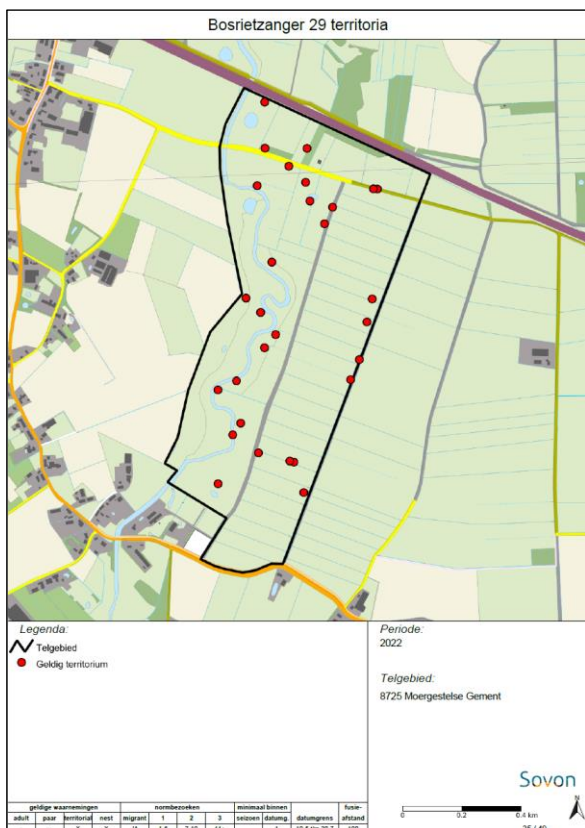 Bosrietzanger 29 territoria
Legenda:
Telgebied
Geldig territorium
Periode:
2022
Telgebied:
8725 Moergestelse Gement
Sovon
0 0.2 0.4 km
N
geldige waarnemingen normbezoeken minimaal binnen fusie-
adult paar territorial nest migrant 1 2 3 seizoen datumg. datumgrens afstand